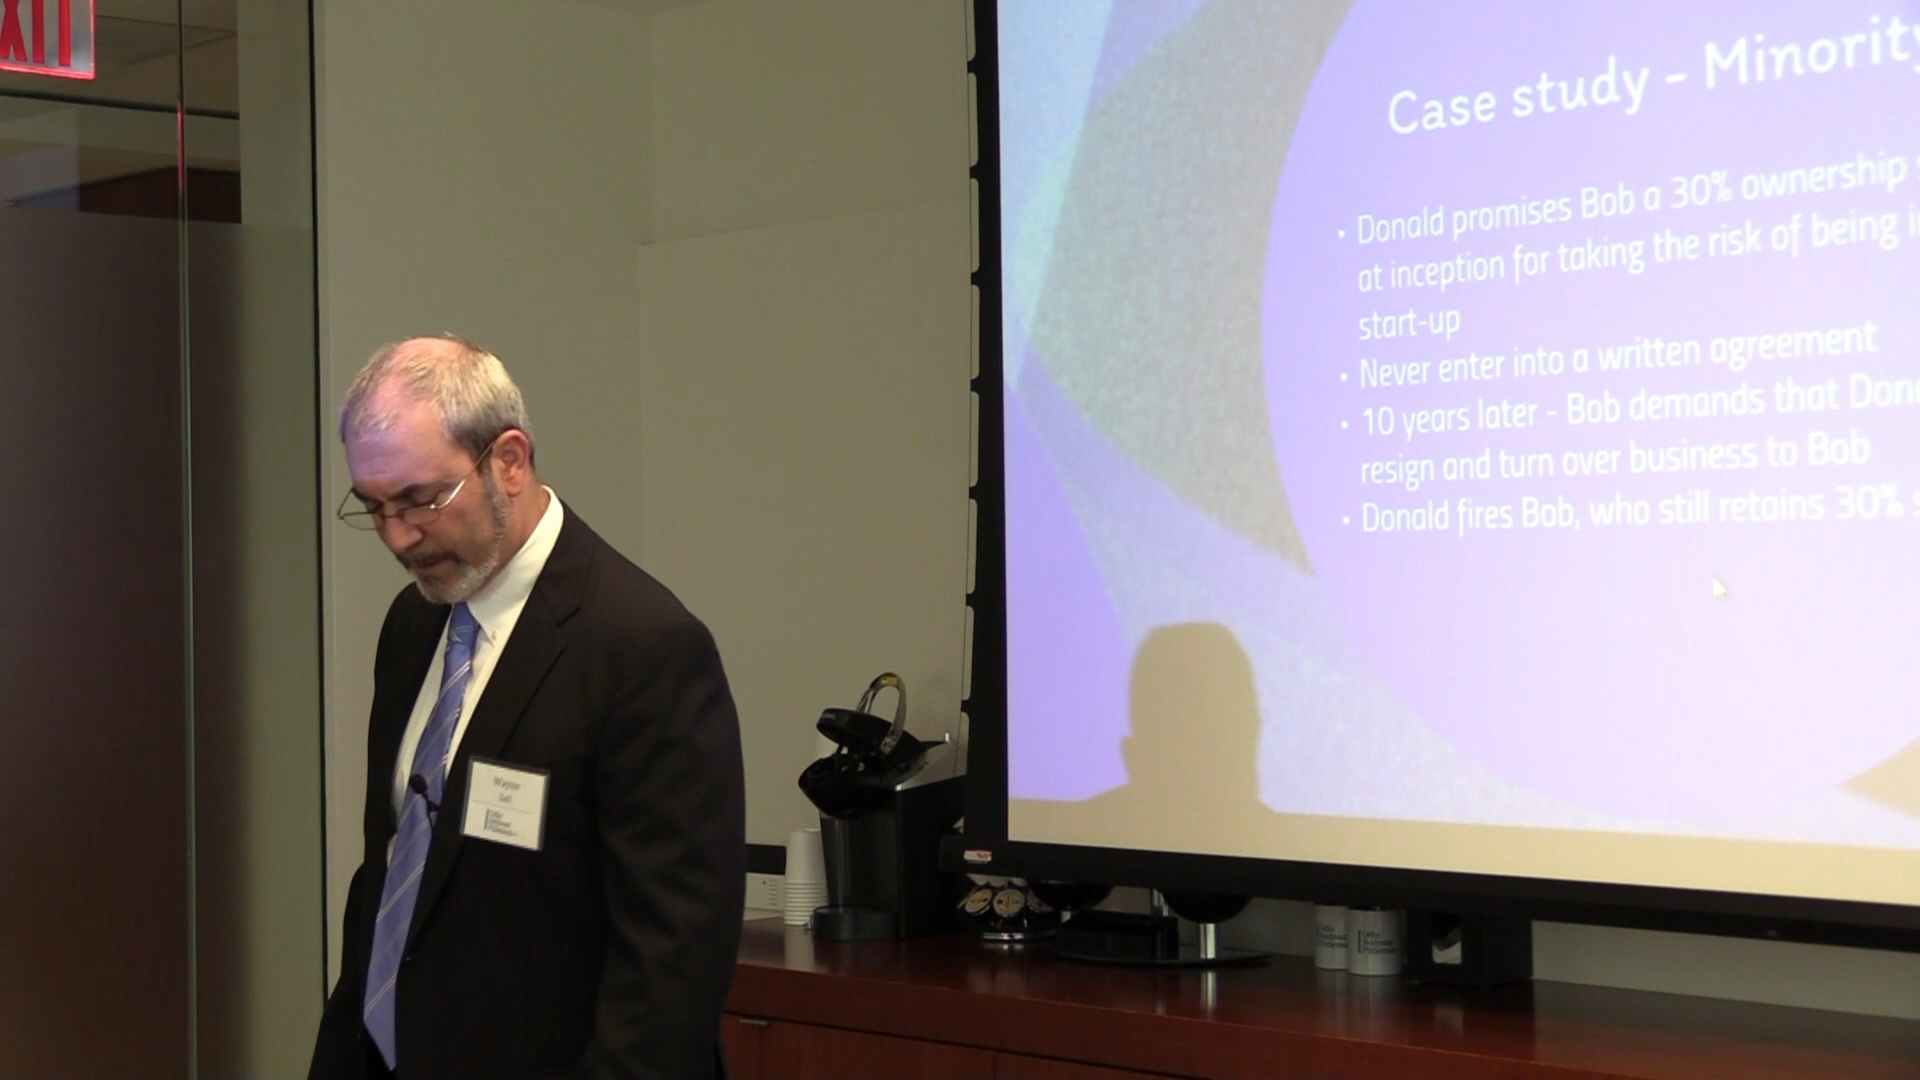 EXIT
Case study - Minority
• Donald promises Bob a 30% ownership
at inception for taking the risk of being
start-up
• Never enter into a written agreement
• 10 years later - Bob demands that
resign and turn over business to Bob
• Donald fires Bob, who still retains 30%
Wayne